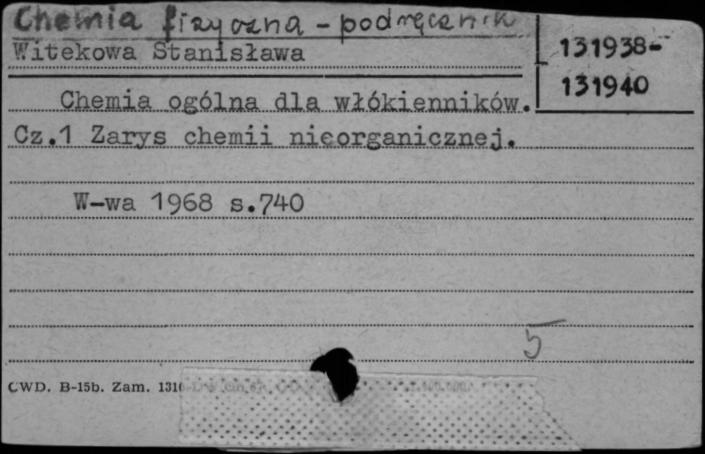 Chemia fizyczna - podręcznik
Witekowa Stanisława
131938-
131940
Chemia ogólna dla włókienników.
Cz.1 Zarys chemii nieorganicznej.
W-wa 1968 s.740
5
CWD. B-15b. Zam. 131